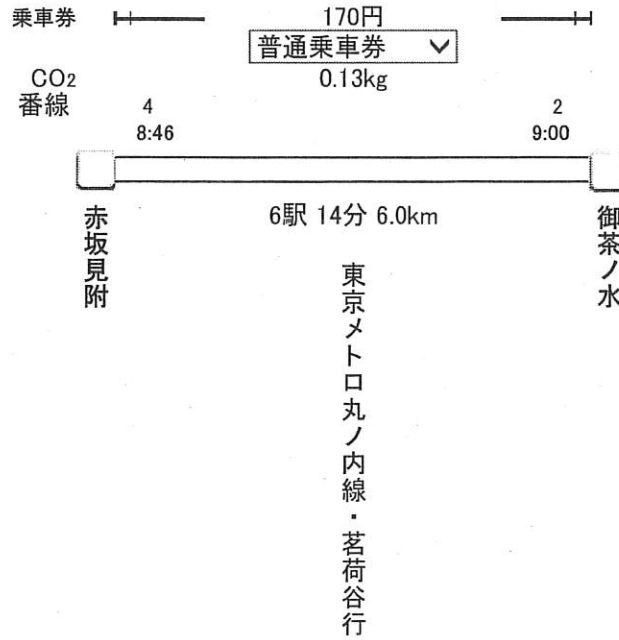 乗車券 170円
普通乗車券
CO2 0.13kg
番線 4 2
8:46 9:00
6駅 14分 6.0km
赤坂見附
御茶ノ水
東京メトロ丸ノ内線・茗荷谷行